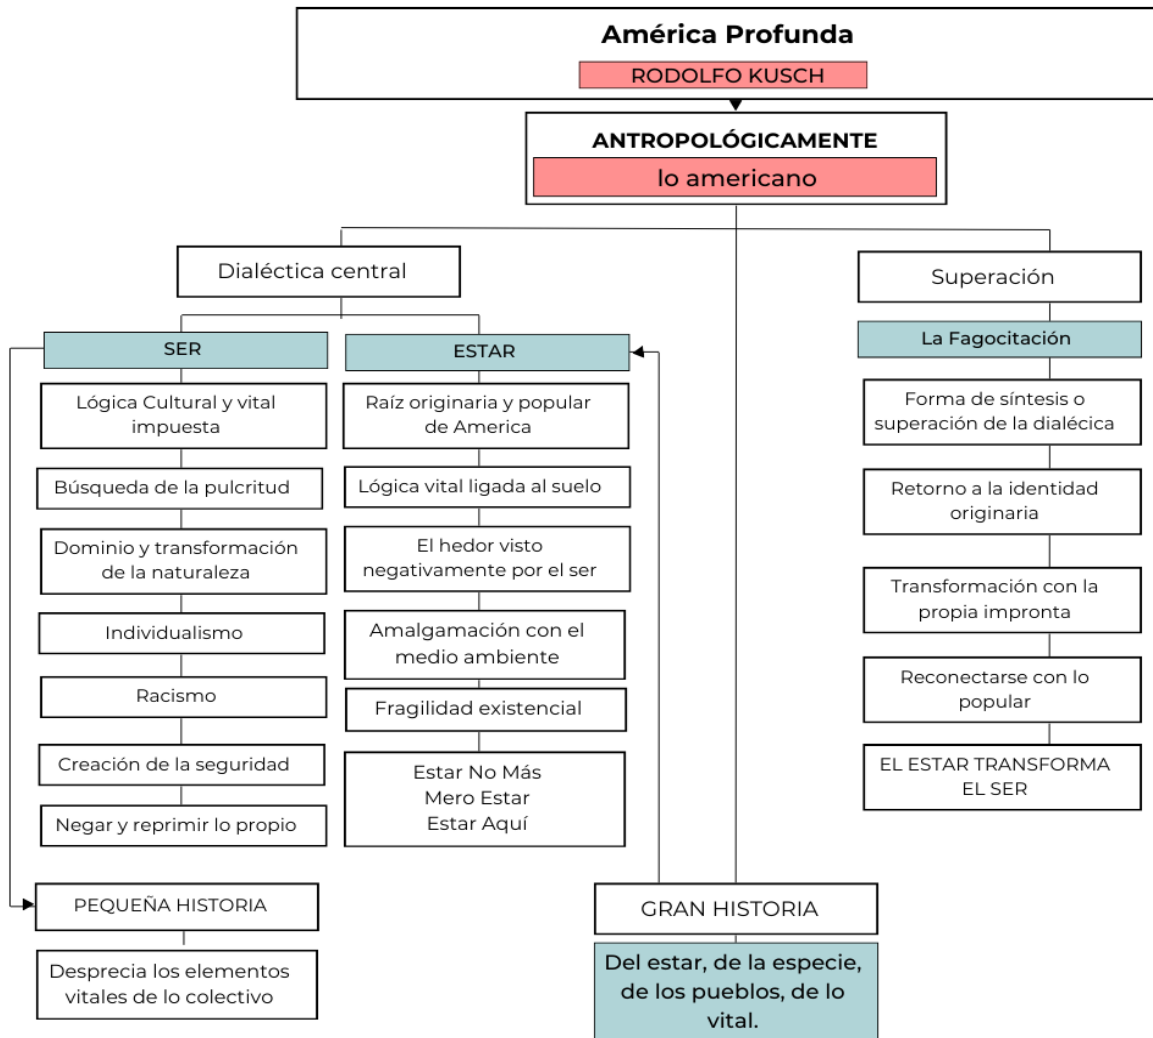 América Profunda
RODOLFO KUSCH
ANTROPOLÓGICAMENTE
lo americano
Dialéctica central
SER
Lógica Cultural y vital
impuesta
Búsqueda de la pulcritud
Dominio y transformación
de la naturaleza
Individualismo
Racismo
Creación de la seguridad
Negar y reprimir lo propio
PEQUEÑA HISTORIA
Desprecia los elementos
vitales de lo colectivo
ESTAR
Raíz originaria y popular
de America
Lógica vital ligada al suelo
El hedor visto
negativamente por el ser
Amalgamación con el
medio ambiente
Fragilidad existencial
Estar No Más
Mero Estar
Estar Aquí
GRAN HISTORIA
Del estar, de la especie,
de los pueblos, de lo
vital.
Superación
La Fagocitación
Forma de síntesis o
superación de la dialécica
Retorno a la identidad
originaria
Transformación con la
propia impronta
Reconectarse con lo
popular
EL ESTAR TRANSFORMA
EL SER